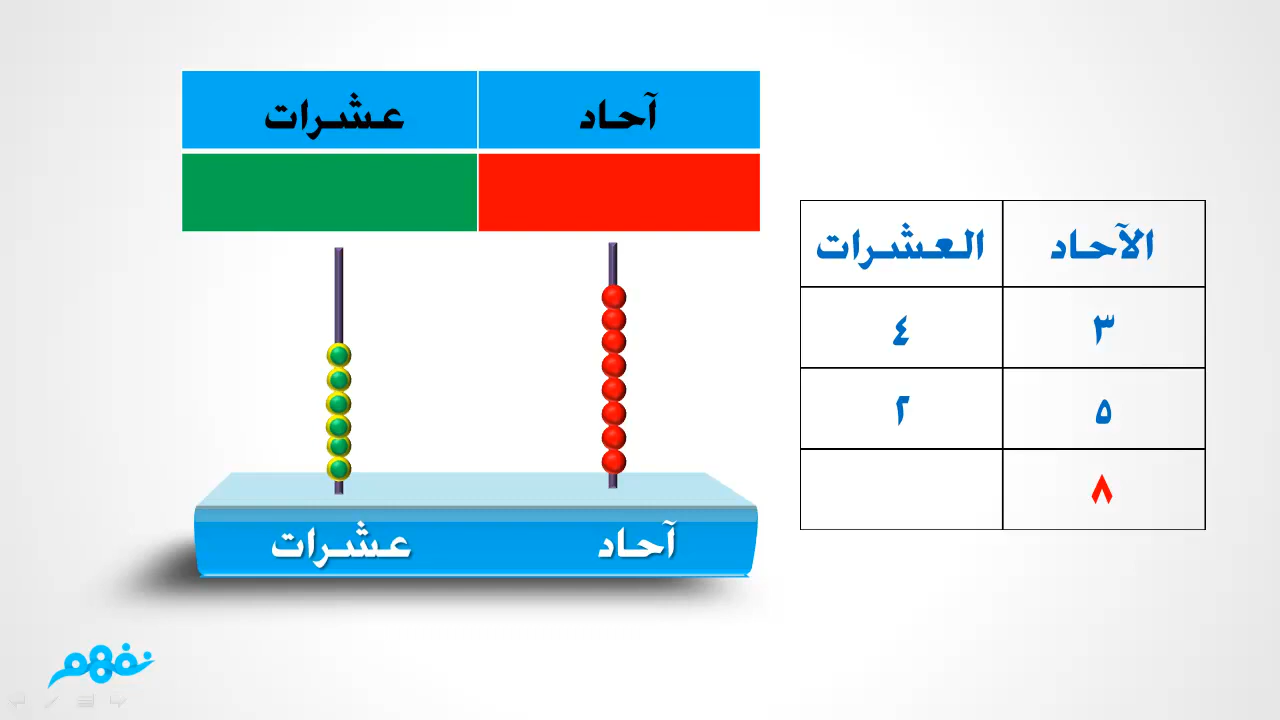 آحاد عشرات
الآحاد العشرات
٣ ٤
٥ ٢
٨
آحاد عشرات
نفهم